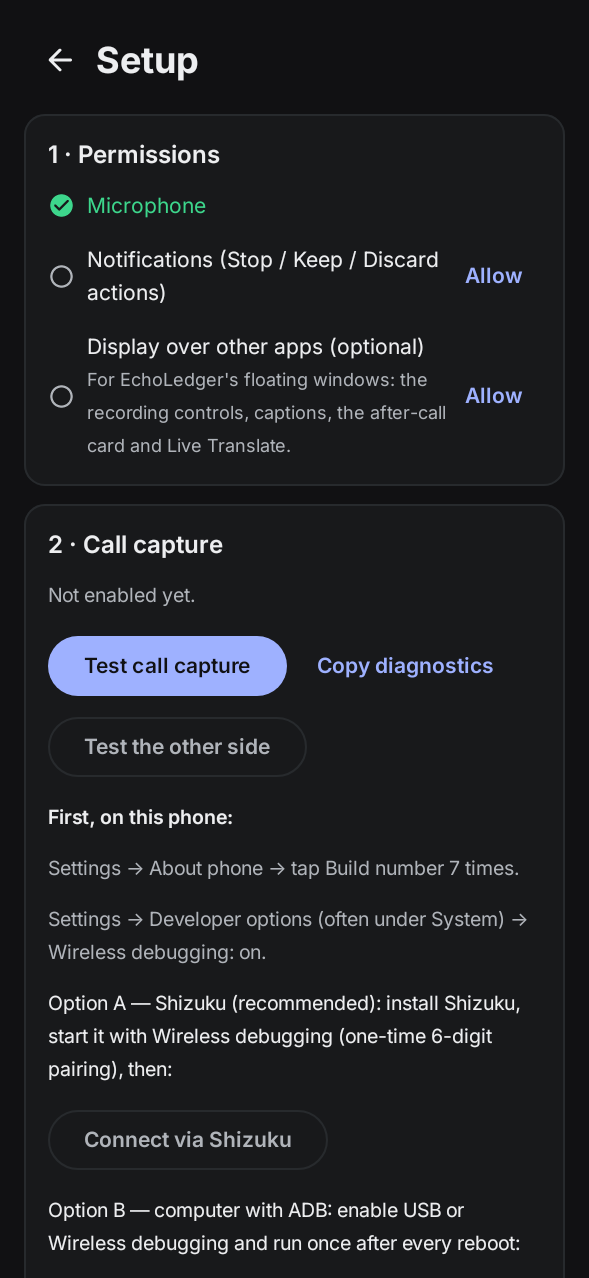 Setup
1 · Permissions
Microphone
Notifications (Stop / Keep / Discard
actions)
Allow
Display over other apps (optional)
For EchoLedger's floating windows: the
recording controls, captions, the after-call
card and Live Translate.
Allow
2 · Call capture
Not enabled yet.
Test call capture
Copy diagnostics
Test the other side
First, on this phone:
Settings → About phone → tap Build number 7 times.
Settings → Developer options (often under System) →
Wireless debugging: on.
Option A — Shizuku (recommended): install Shizuku,
start it with Wireless debugging (one-time 6-digit
pairing), then:
Connect via Shizuku
Option B — computer with ADB: enable USB or
Wireless debugging and run once after every reboot: